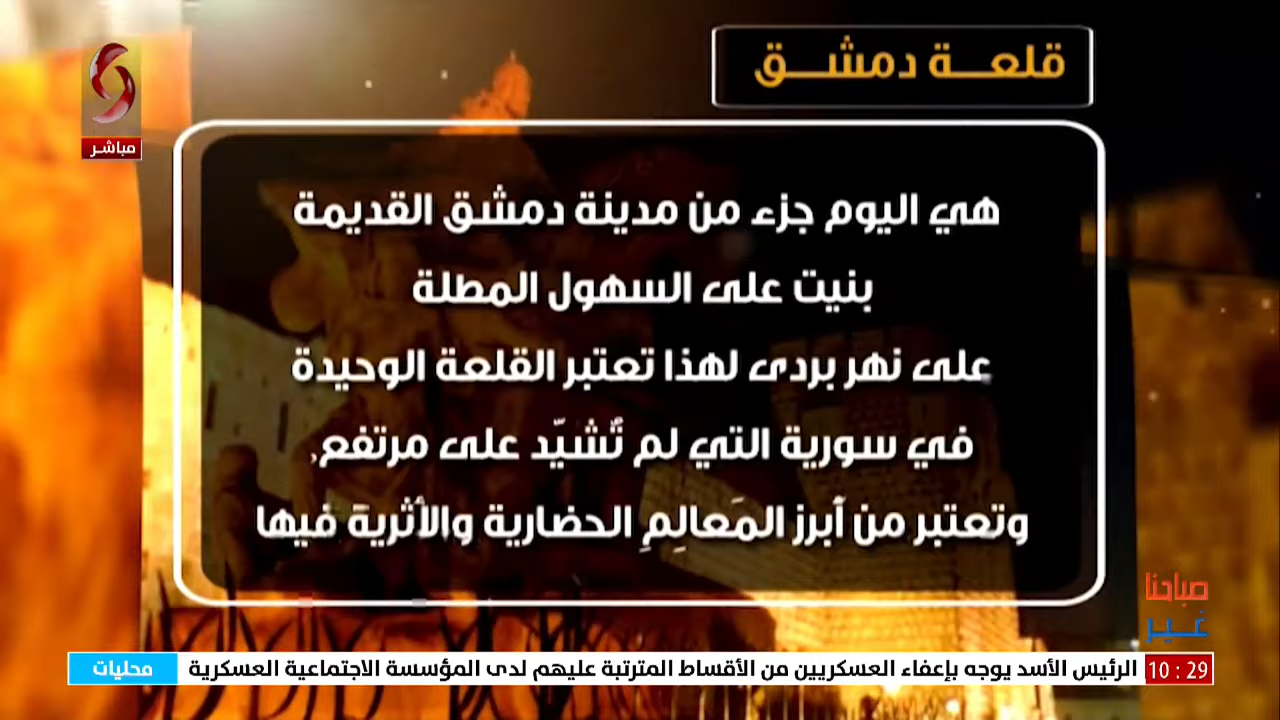 قلعة دمشق
مباشر
هي اليوم جزء من مدينة دمشق القديمة
بنيت على السهول المطلة
على نهر بردى لهذا تعتبر القلعة الوحيدة
في سورية التي لم تُشيّد على مرتفع,
وتعتبر من أبرز المَعالِمِ الحضارية والأثرية فيها
صباحنا
غير
10 : 29
الرئيس الأسد يوجه بإعفاء العسكريين من الأقساط المترتبة عليهم لدى المؤسسة الاجتماعية العسكرية
محليات